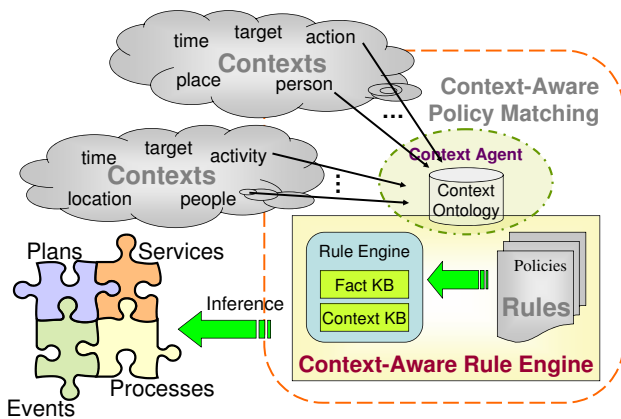 time target action
Contexts
place person
...
Context-Aware
Policy Matching
time target activity
Contexts
location people
...
Context Agent
Context
Ontology
Plans Services
Events Processes
Inference
Rule Engine
Fact KB
Context KB
Policies
Rules
Context-Aware Rule Engine